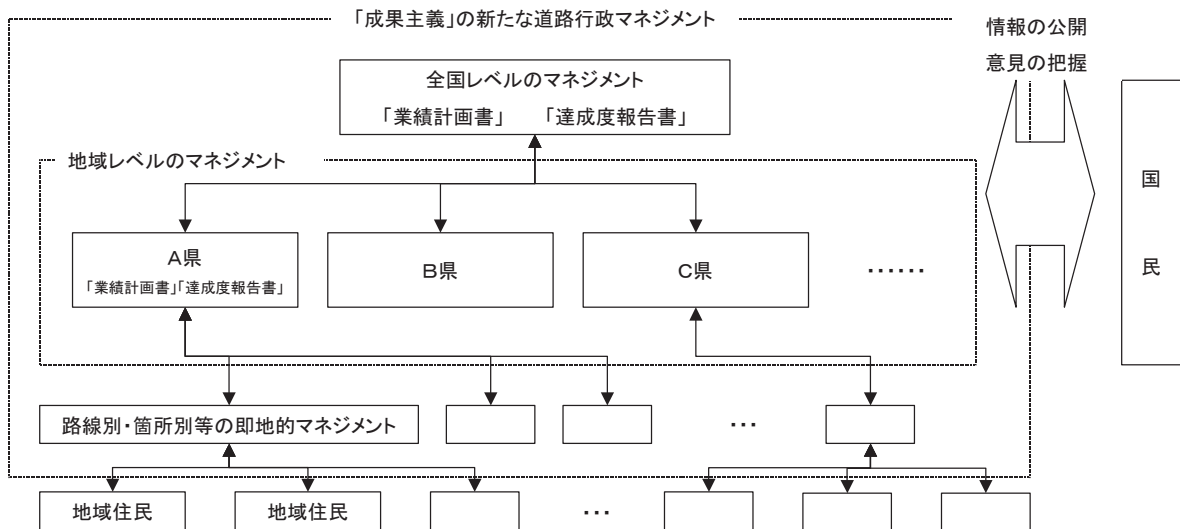 「成果主義」の新たな道路行政マネジメント
情報の公開
意見の把握
全国レベルのマネジメント
「業績計画書」　「達成度報告書」
地域レベルのマネジメント
国
民
A県
「業績計画書」「達成度報告書」
B県
C県
‥‥‥
路線別・箇所別等の即地的マネジメント
…
地域住民
地域住民
…